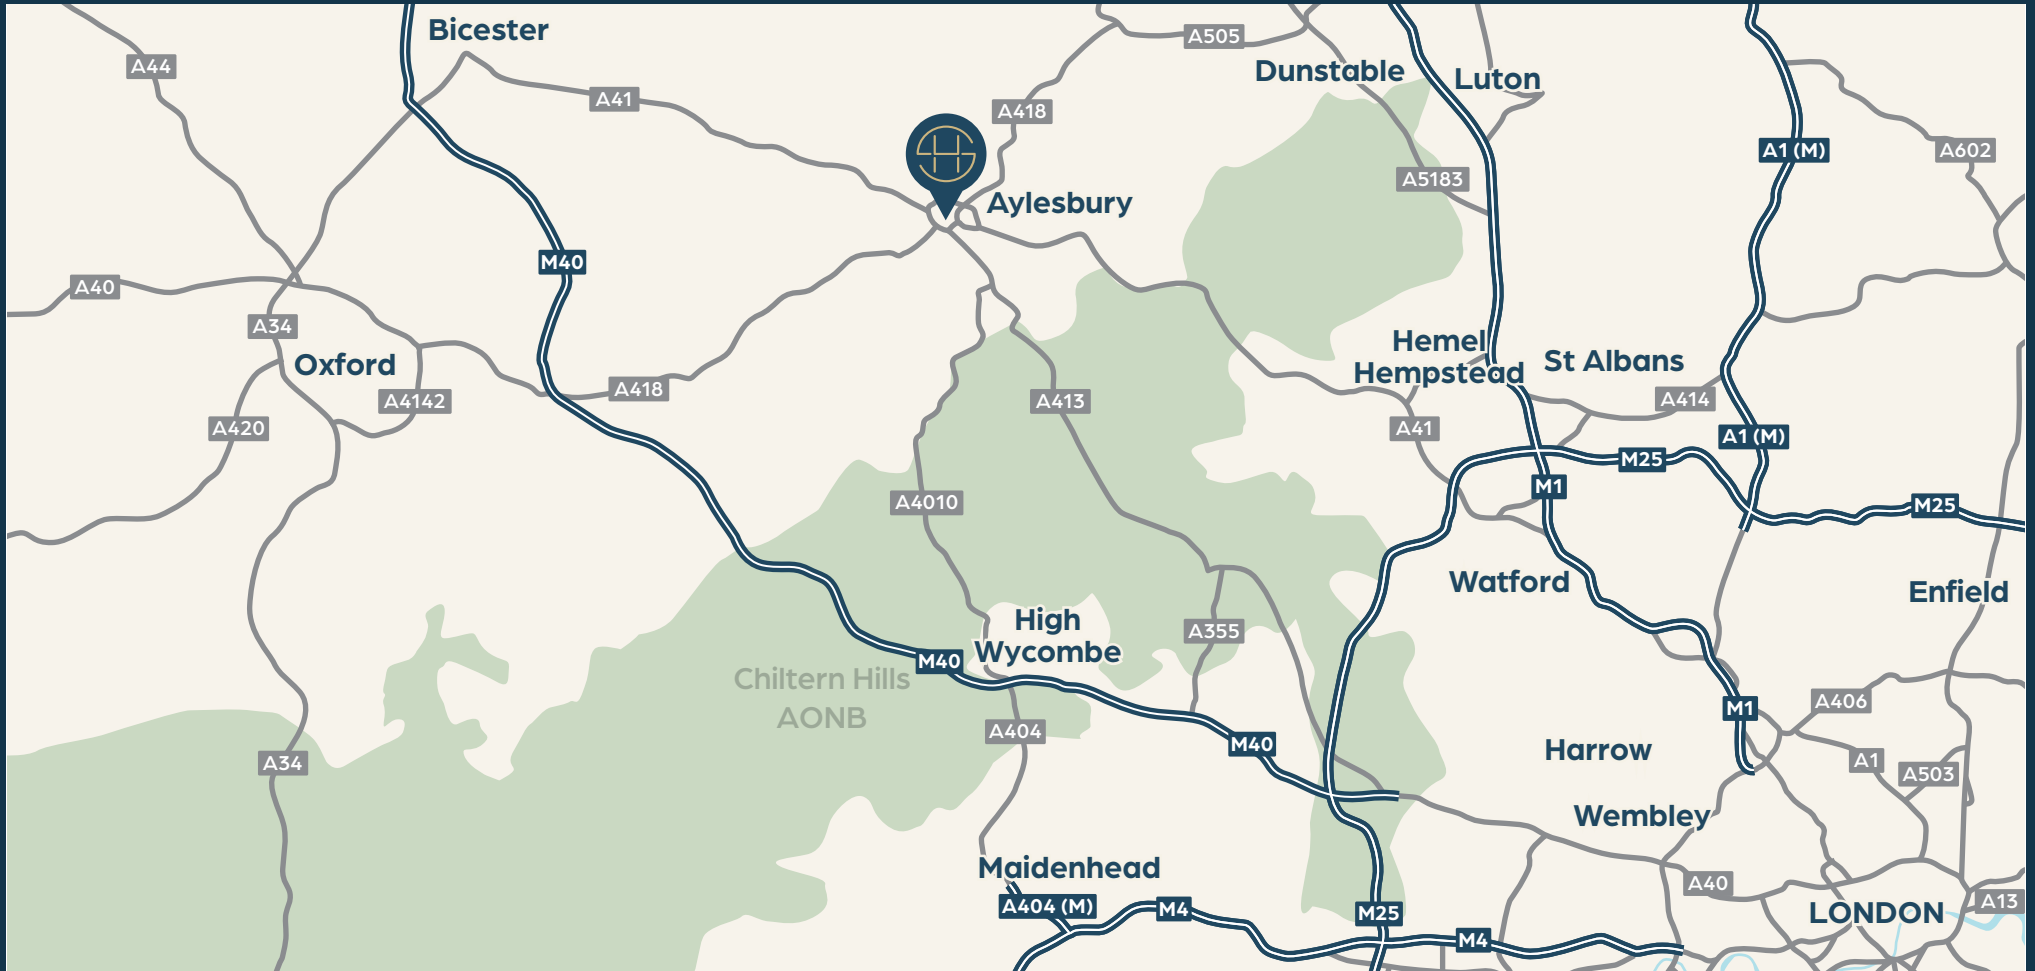 Bicester
A505
A44
Dunstable
Luton
A41
A418
A1 (M)
A602
A5183
Aylesbury
M40
A40
A34
Hemel
Hempstead
St Albans
Oxford
A418
A4142
A413
A414
A420
A41
A1 (M)
M25
M1
A4010
M25
Watford
Enfield
High
Wycombe
A355
M40
Chiltern Hills
AONB
A406
M1
A404
M40
Harrow
A34
A1
A503
Wembley
Maidenhead
A40
A404 (M)
M4
M25
LONDON
A13
M4